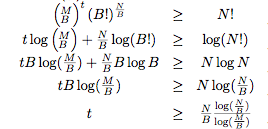 (M B)^t (B!)^{N/B} ≥ N!
t log (M B) + N/B log(B!) ≥ log(N!)
tB log(M/B) + N/B B log B ≥ N log N
tB log(M/B) ≥ N log(N/B)
t ≥ N/B log(N/B)/log(M/B)